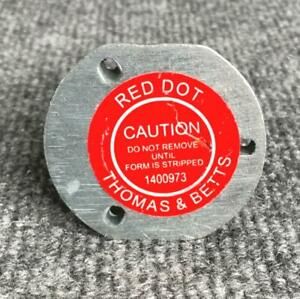 RED DOT
CAUTION
DO NOT REMOVE
UNTIL
FORM IS STRIPPED
1400973
THOMAS & BETTS